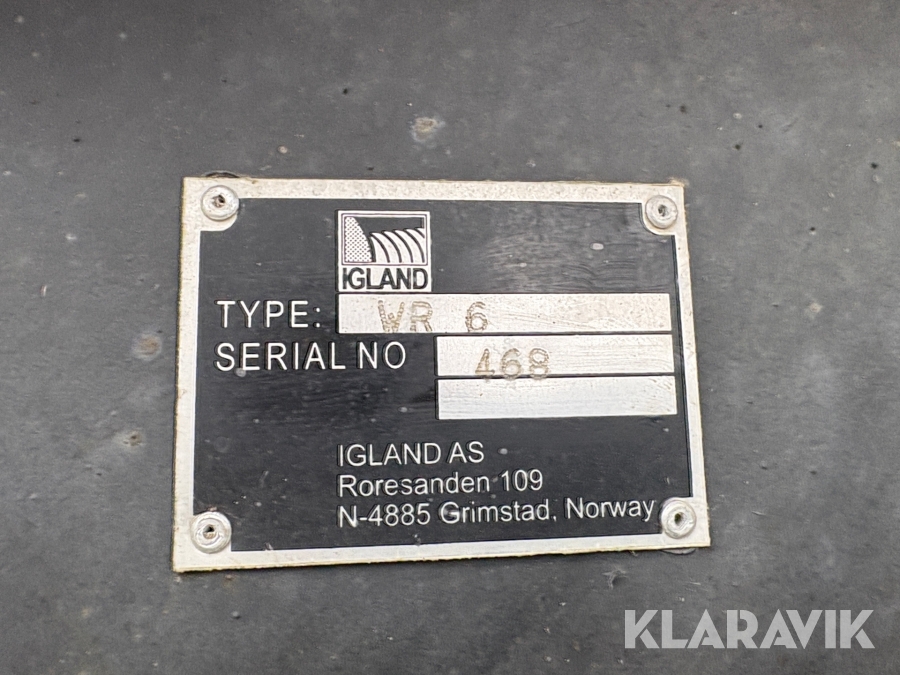 IGLAND
TYPE: WR 6
SERIAL NO 468
IGLAND AS
Roresanden 109
N-4885 Grimstad, Norway
KLARAVIK